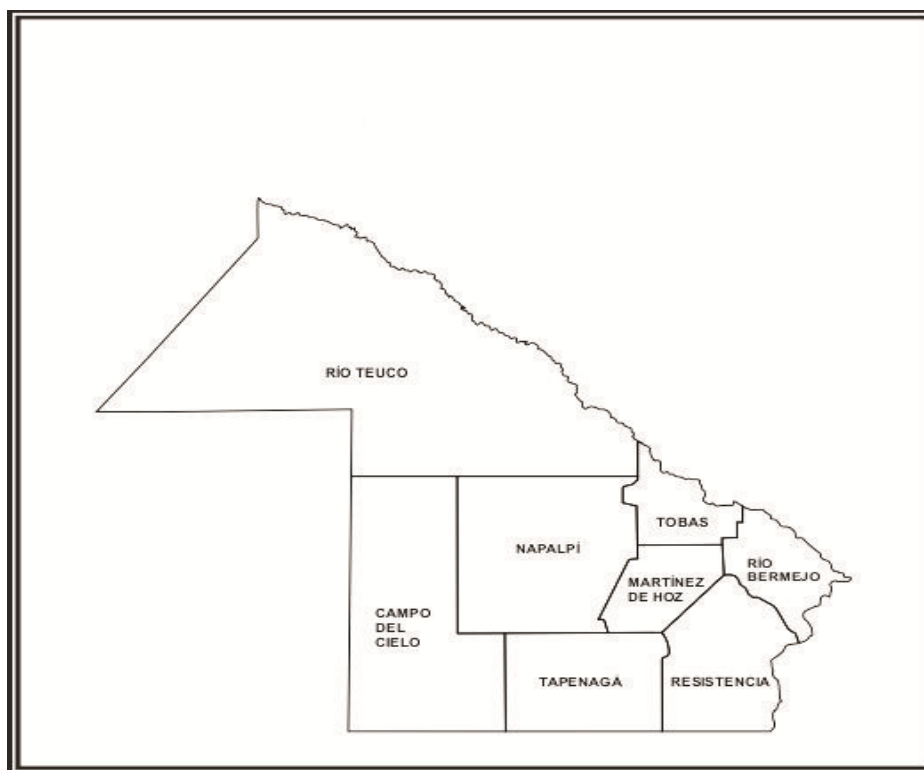 RÍO TEUCO
TOBAS
NAPALPÍ
RÍO
BERMEJO
MARTÍNEZ
DE HOZ
CAMPO
DEL
CIELO
TAPENAGÁ
RESISTENCIA